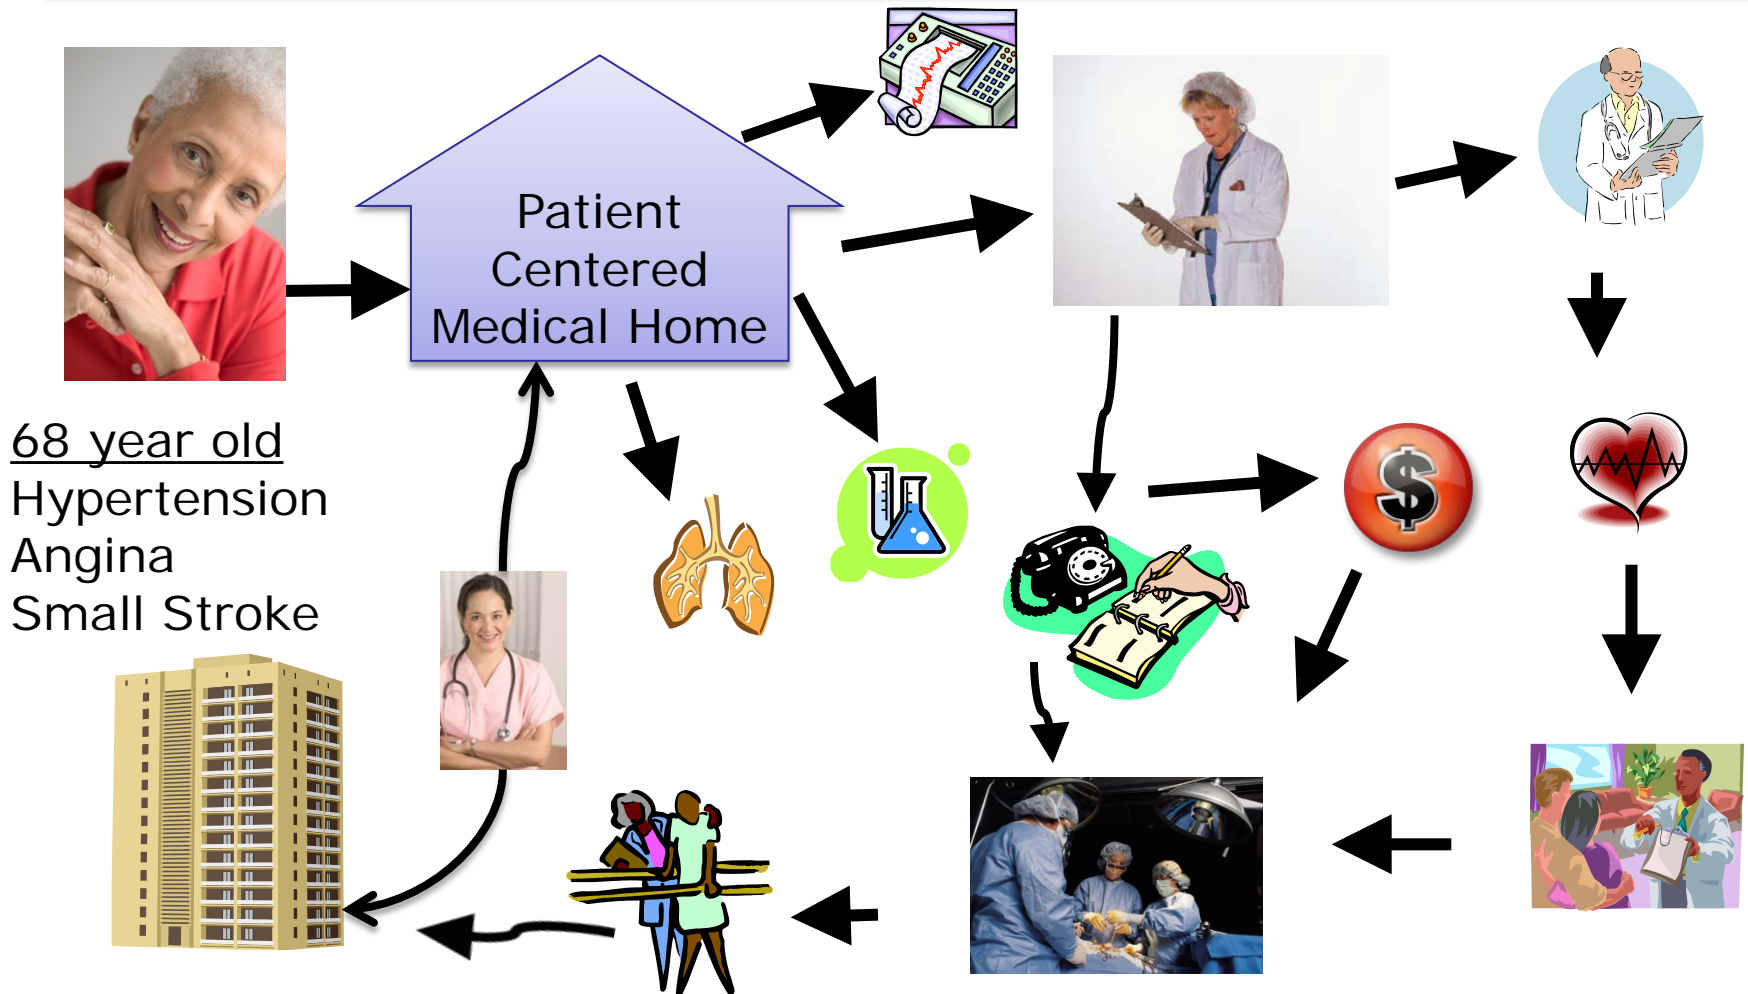 Patient
Centered
Medical Home
68 year old
Hypertension
Angina
Small Stroke
$